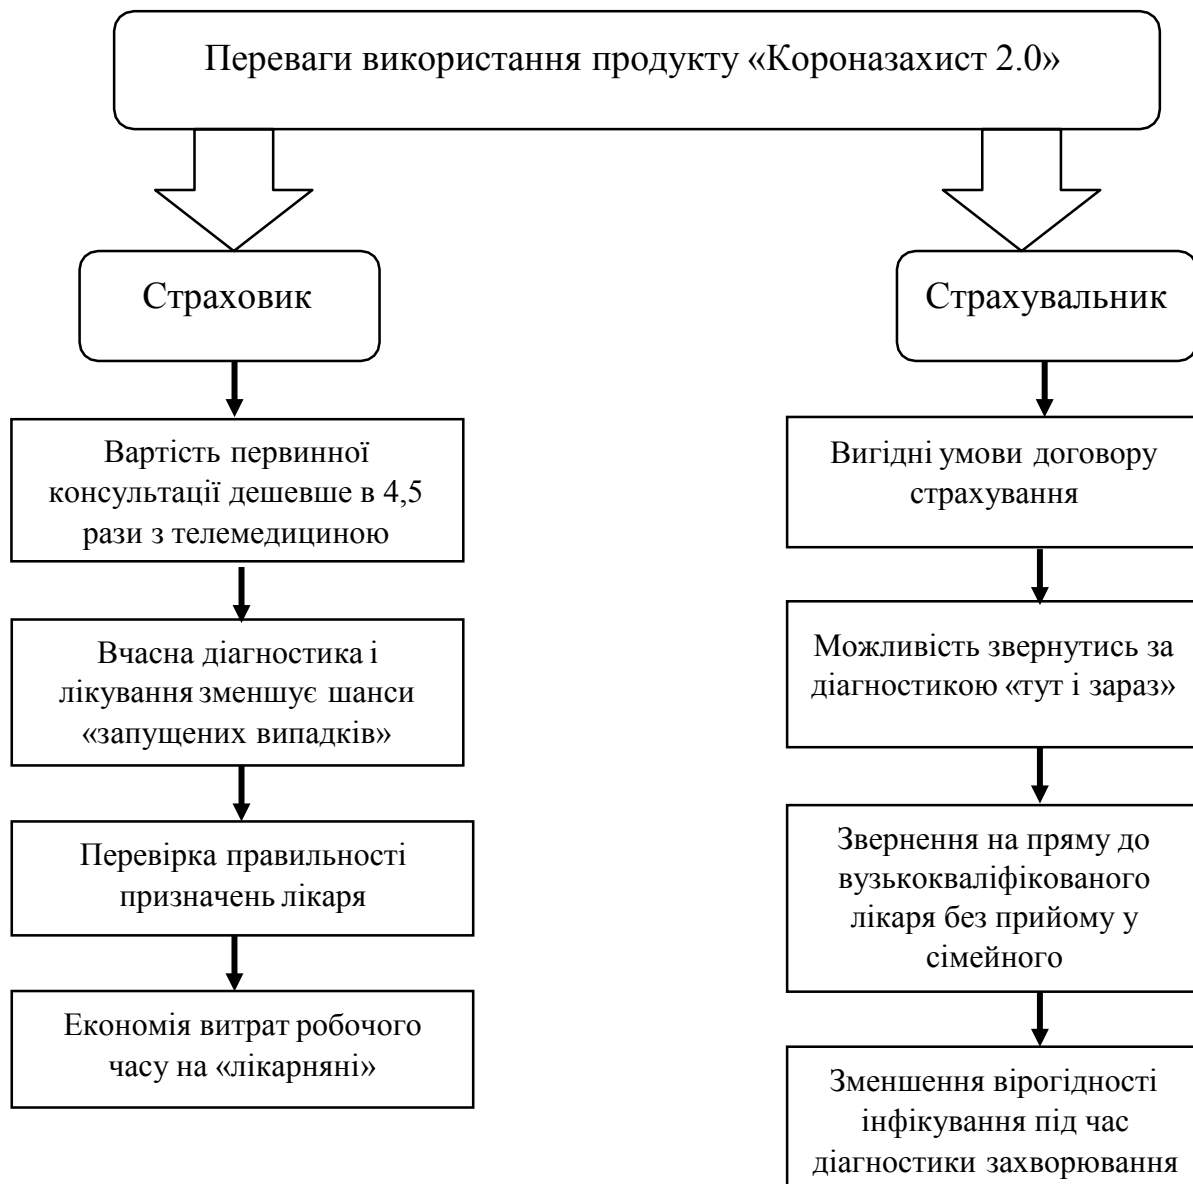 Переваги використання продукту «Короназахист 2.0»
Страховик
Вартість первинної
консультації дешевше в 4,5
рази з телемедициною
Вчасна діагностика і
лікування зменшує шанси
«запущених випадків»
Перевірка правильності
призначень лікаря
Економія витрат робочого
часу на «лікарняні»
Страхувальник
Вигідні умови договору
страхування
Можливість звернутись за
діагностикою «тут і зараз»
Звернення на пряму до
вузькокваліфікованого
лікаря без прийому у
сімейного
Зменшення вірогідності
інфікування під час
діагностики захворювання